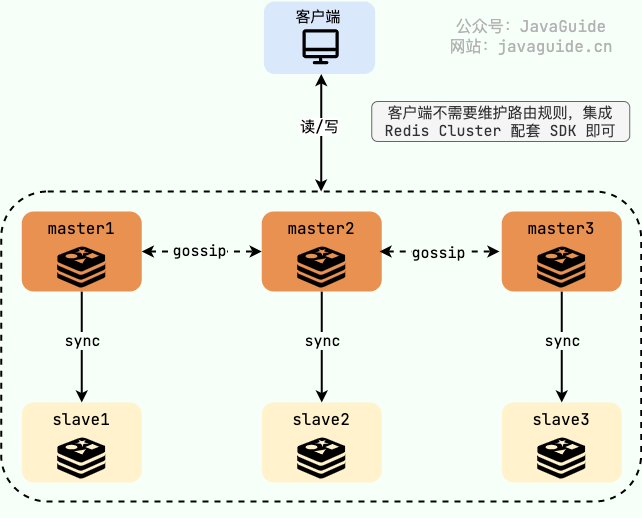 客户端
公众号：JavaGuide
网站：javaguide.cn
读/写
客户端不需要维护路由规则，集成
Redis Cluster 配套 SDK 即可
master1
master2
master3
gossip
gossip
sync
sync
sync
slave1
slave2
slave3